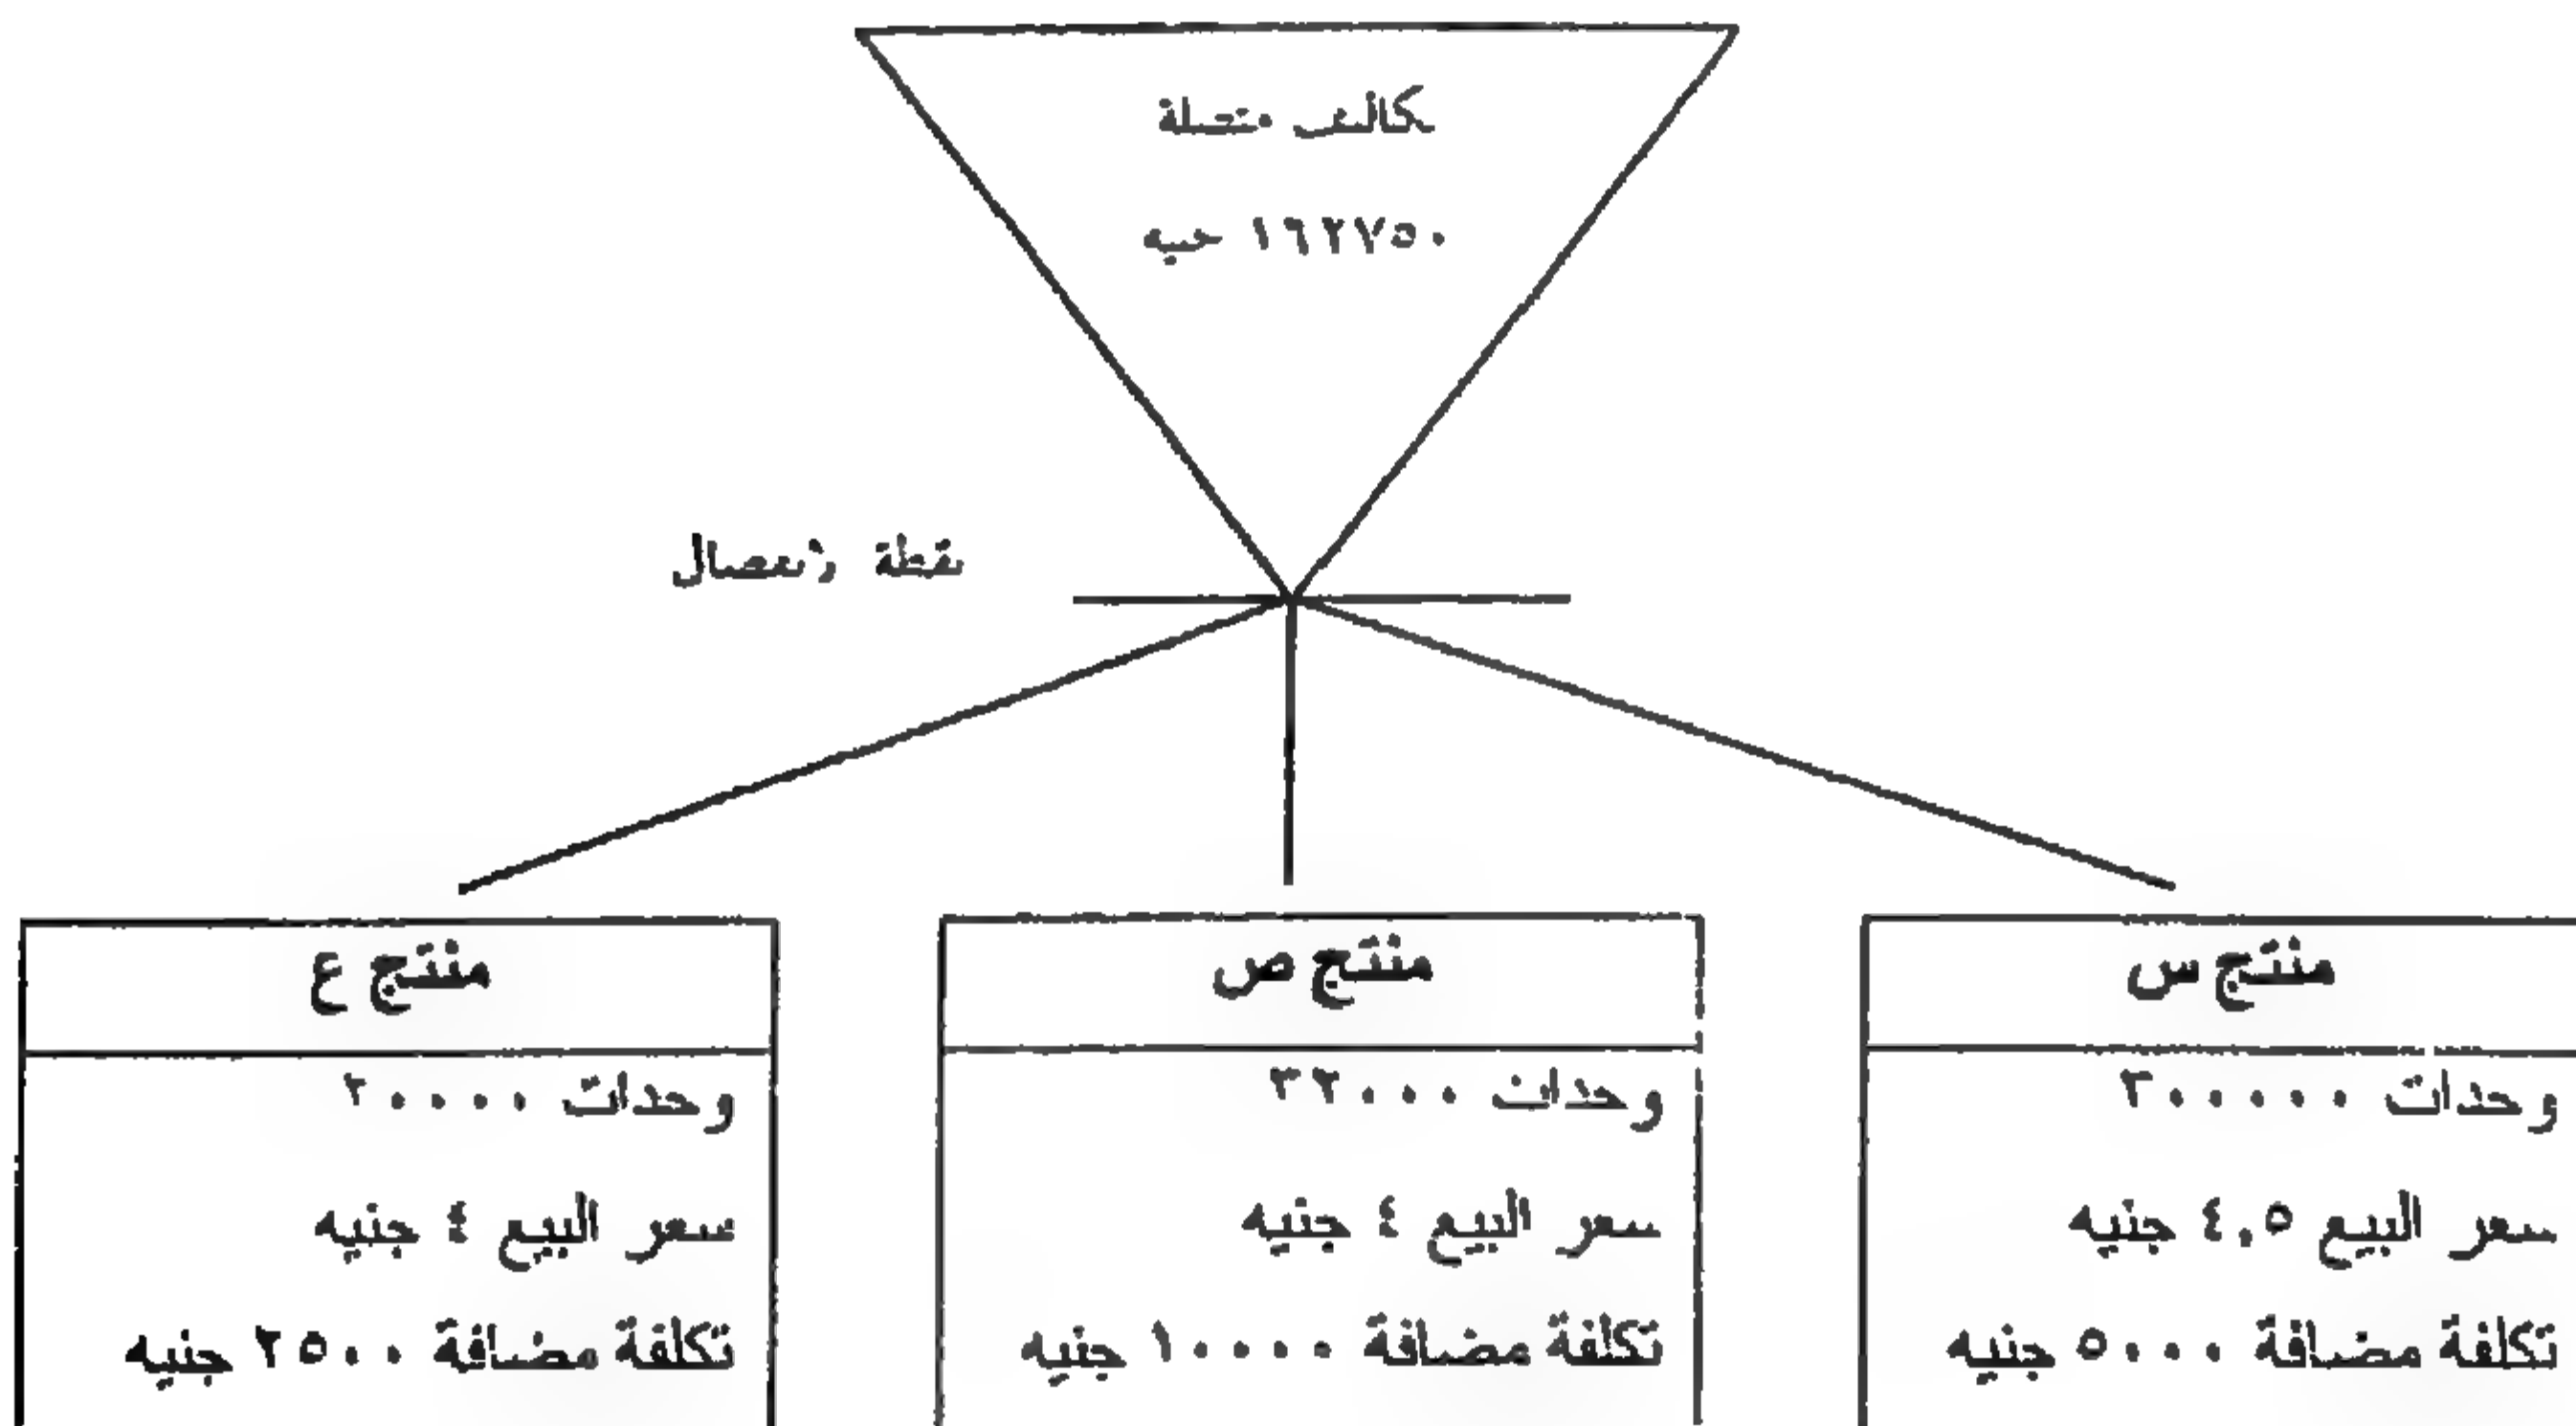 تكاليف متصلة
١٦٢٧٥٠ جنيه
نقطة إنفصال
منتج س
وحدات ٣٠٠٠٠٠
سعر البيع ٤,٥ جنيه
تكلفة مضافة ٥٠٠٠ جنيه
منتج ص
وحدات ٣٢٠٠٠
سعر البيع ٤ جنيه
تكلفة مضافة ١٠٠٠٠ جنيه
منتج ع
وحدات ٢٠٠٠٠
سعر البيع ٤ جنيه
تكلفة مضافة ٢٥٠٠ جنيه